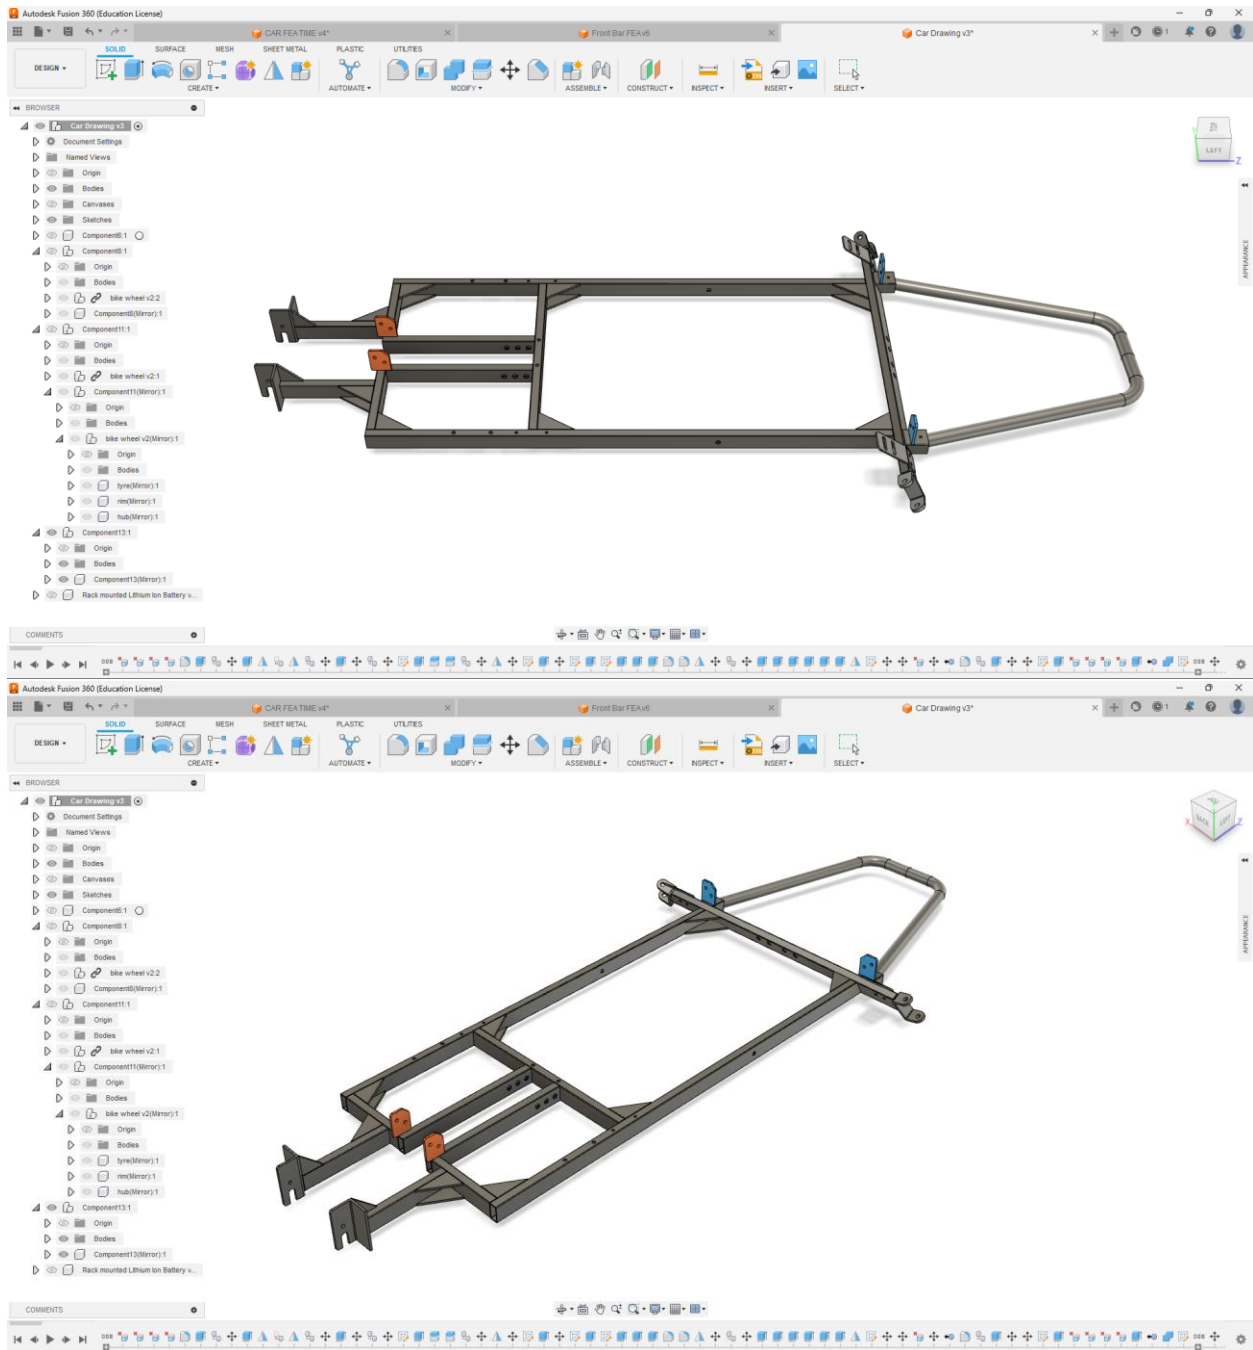 Autodesk Fusion 360 (Education License)
CAR FEA TIME v4*
Front Bar FEA v6
Car Drawing v3*
1
SOLID SURFACE MESH SHEET METAL PLASTIC UTILITIES
DESIGN
CREATE AUTOMATE MODIFY ASSEMBLE CONSTRUCT INSPECT INSERT SELECT
BROWSER
Car Drawing v3
Document Settings
Named Views
Origin
Bodies
Canvases
Sketches
Component6:1
Component8:1
Origin
Bodies
bike wheel v2:2
Component8(Mirror):1
Component11:1
Origin
Bodies
bike wheel v2:1
Component11(Mirror):1
Origin
Bodies
bike wheel v2(Mirror):1
Origin
Bodies
tyre(Mirror):1
rim(Mirror):1
hub(Mirror):1
Component13:1
Origin
Bodies
Component13(Mirror):1
Rack mounted Lithium Ion Battery v...
Y
LEFT
Z
APPEARANCE
COMMENTS
Autodesk Fusion 360 (Education License)
CAR FEA TIME v4*
Front Bar FEA v6
Car Drawing v3*
1
SOLID SURFACE MESH SHEET METAL PLASTIC UTILITIES
DESIGN
CREATE AUTOMATE MODIFY ASSEMBLE CONSTRUCT INSPECT INSERT SELECT
BROWSER
Car Drawing v3
Document Settings
Named Views
Origin
Bodies
Canvases
Sketches
Component6:1
Component8:1
Origin
Bodies
bike wheel v2:2
Component8(Mirror):1
Component11:1
Origin
Bodies
bike wheel v2:1
Component11(Mirror):1
Origin
Bodies
bike wheel v2(Mirror):1
Origin
Bodies
tyre(Mirror):1
rim(Mirror):1
hub(Mirror):1
Component13:1
Origin
Bodies
Component13(Mirror):1
Rack mounted Lithium Ion Battery v...
X
BACK
LEFT
Z
APPEARANCE
COMMENTS